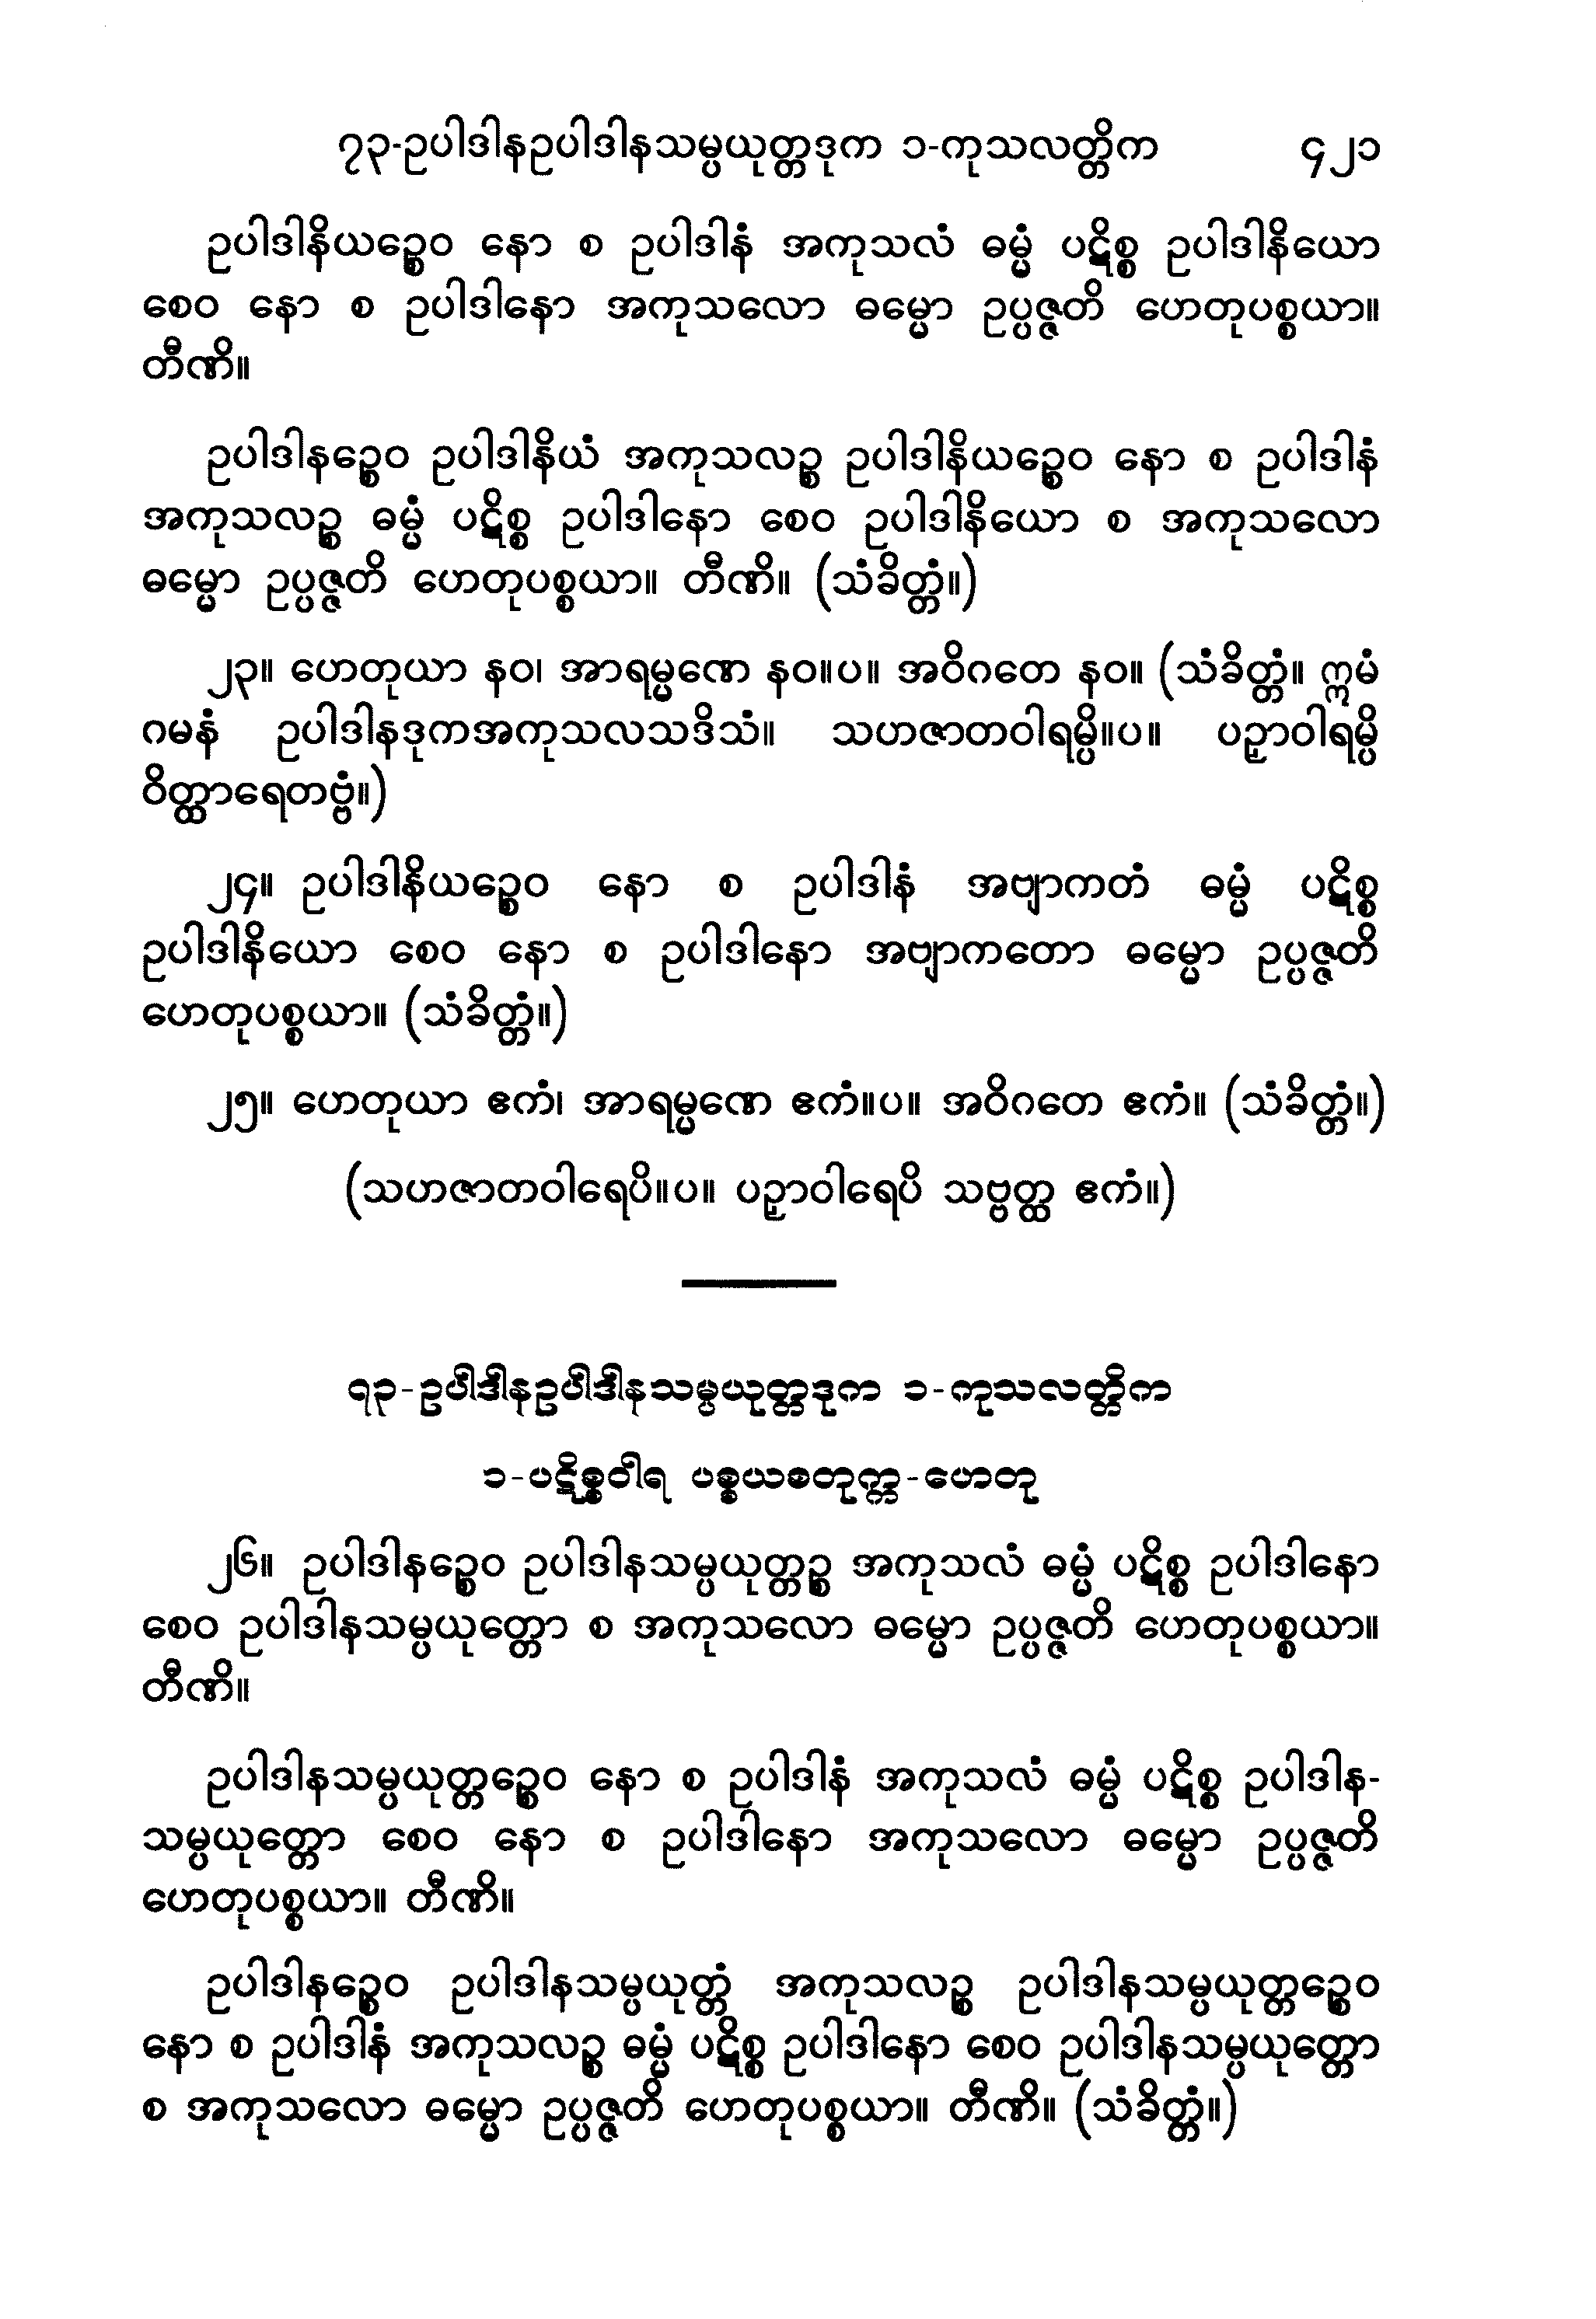 ၇၃-ဥပါဒါနဥပါဒါနသမ္ပယုတ္တဒုက ၁-ကုသလတ္တိက ၄၂၁
ဥပါဒါနိယဉ္စေဝ နော စ ဥပါဒါနံ အကုသလံ ဓမ္မံ ပဋိစ္စ ဥပါဒါနိယော
စေဝ နော စ ဥပါဒါနော အကုသလော ဓမ္မော ဥပ္ပဇ္ဇတိ ဟေတုပစ္စယာ။
တီဏိ။
ဥပါဒါနဉ္စေဝ ဥပါဒါနိယံ အကုသလဉ္စ ဥပါဒါနိယဉ္စေဝ နော စ ဥပါဒါနံ
အကုသလဉ္စ ဓမ္မံ ပဋိစ္စ ဥပါဒါနော စေဝ ဥပါဒါနိယော စ အကုသလော
ဓမ္မော ဥပ္ပဇ္ဇတိ ဟေတုပစ္စယာ။ တီဏိ။ (သံခိတ္တံ။)
၂၃။ ဟေတုယာ နဝ၊ အာရမ္မဏေ နဝ။ပ။ အဝိဂတေ နဝ။ (သံခိတ္တံ။ ဣမံ
ဂမနံ ဥပါဒါနဒုကအကုသလသဒိသံ။ သဟဇာတဝါရမ္ပိ။ပ။ ပဉှာဝါရမ္ပိ
ဝိတ္ထာရေတဗ္ဗံ။)
၂၄။ ဥပါဒါနိယဉ္စေဝ နော စ ဥပါဒါနံ အဗျာကတံ ဓမ္မံ ပဋိစ္စ
ဥပါဒါနိယော စေဝ နော စ ဥပါဒါနော အဗျာကတော ဓမ္မော ဥပ္ပဇ္ဇတိ
ဟေတုပစ္စယာ။ (သံခိတ္တံ။)
၂၅။ ဟေတုယာ ဧကံ၊ အာရမ္မဏေ ဧကံ။ပ။ အဝိဂတေ ဧကံ။ (သံခိတ္တံ။)
(သဟဇာတဝါရေပိ။ပ။ ပဉှာဝါရေပိ သဗ္ဗတ္ထ ဧကံ။)
၇၃-ဥပါဒါနဥပါဒါနသမ္ပယုတ္တဒုက ၁-ကုသလတ္တိက
၁-ပဋိစ္စဝါရ ပစ္စယစတုက္က-ဟေတု
၂၆။ ဥပါဒါနဉ္စေဝ ဥပါဒါနသမ္ပယုတ္တဉ္စ အကုသလံ ဓမ္မံ ပဋိစ္စ ဥပါဒါနော
စေဝ ဥပါဒါနသမ္ပယုတ္တော စ အကုသလော ဓမ္မော ဥပ္ပဇ္ဇတိ ဟေတုပစ္စယာ။
တီဏိ။
ဥပါဒါနသမ္ပယုတ္တဉ္စေဝ နော စ ဥပါဒါနံ အကုသလံ ဓမ္မံ ပဋိစ္စ ဥပါဒါန-
သမ္ပယုတ္တော စေဝ နော စ ဥပါဒါနော အကုသလော ဓမ္မော ဥပ္ပဇ္ဇတိ
ဟေတုပစ္စယာ။ တီဏိ။
ဥပါဒါနဉ္စေဝ ဥပါဒါနသမ္ပယုတ္တံ အကုသလဉ္စ ဥပါဒါနသမ္ပယုတ္တဉ္စေဝ
နော စ ဥပါဒါနံ အကုသလဉ္စ ဓမ္မံ ပဋိစ္စ ဥပါဒါနော စေဝ ဥပါဒါနသမ္ပယုတ္တော
စ အကုသလော ဓမ္မော ဥပ္ပဇ္ဇတိ ဟေတုပစ္စယာ။ တီဏိ။ (သံခိတ္တံ။)